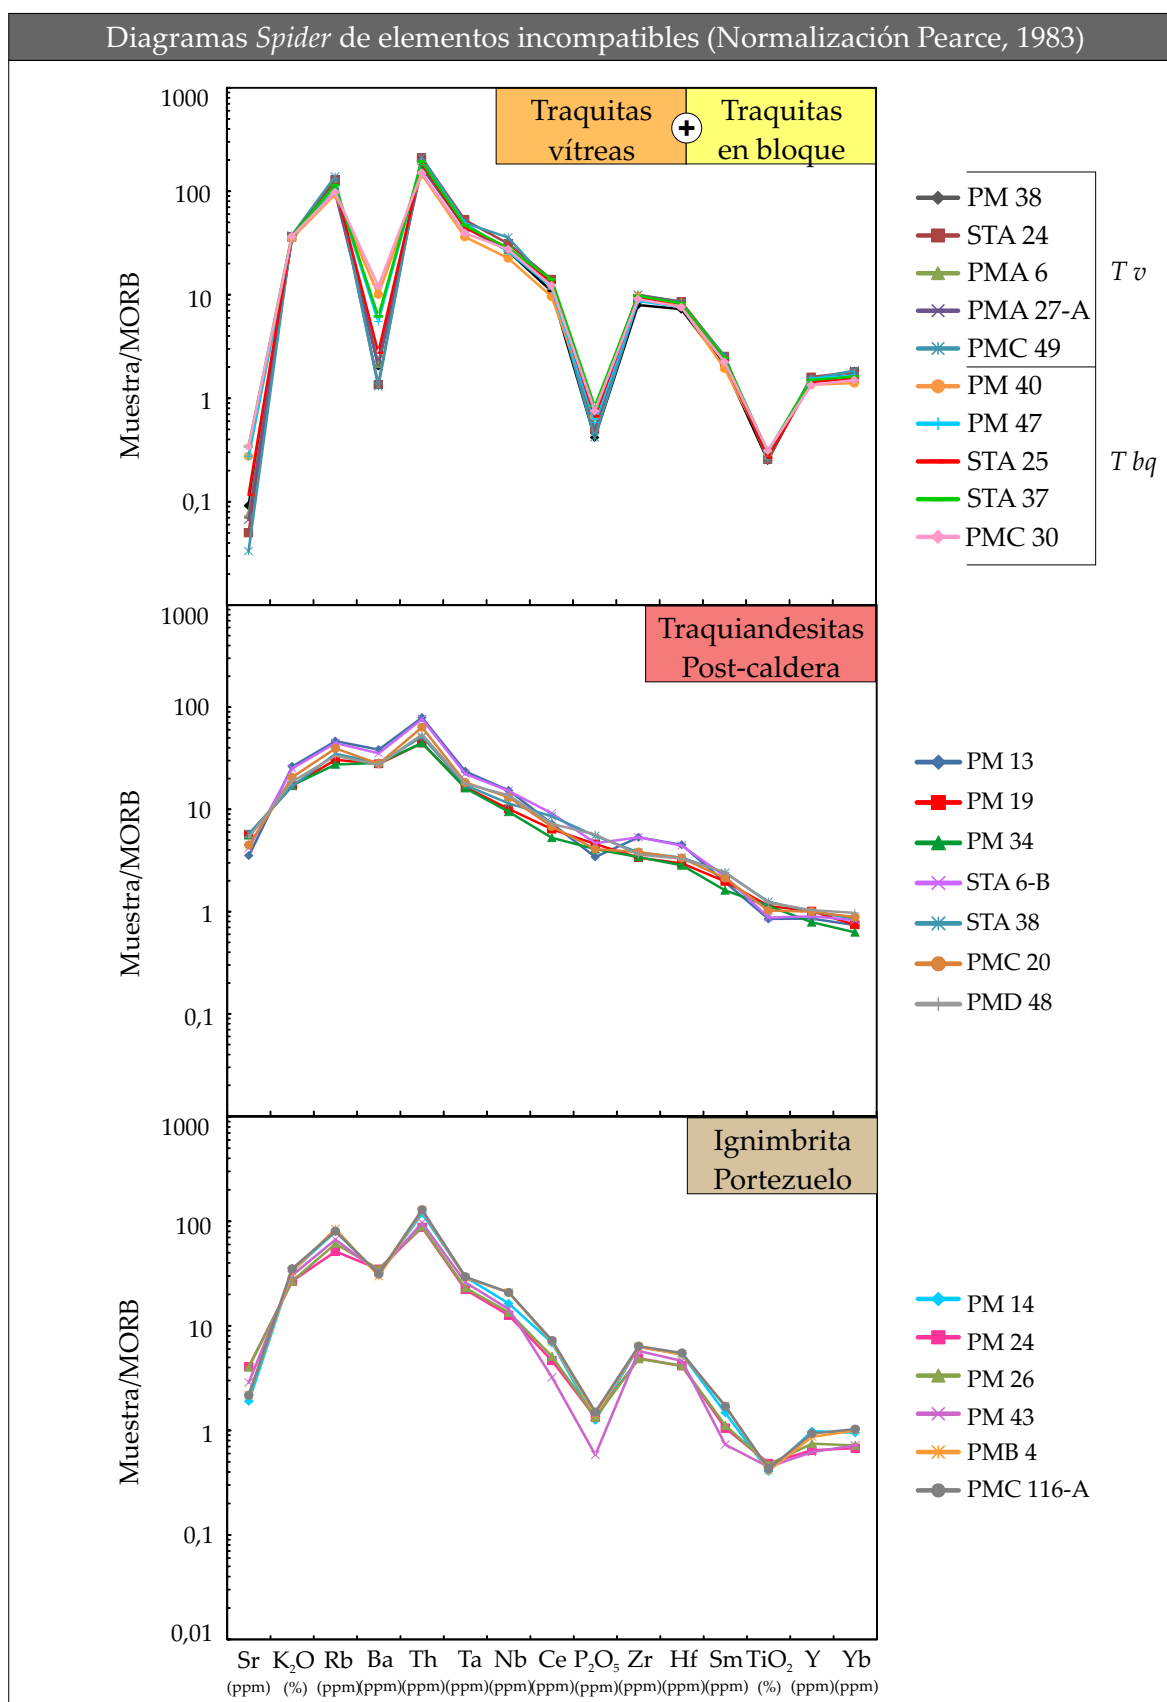 Diagramas Spider de elementos incompatibles (Normalización Pearce, 1983)
1000
100
10
1
0,1
Muestra/MORB
Traquitas
vítreas
+
Traquitas
en bloque
PM 38
STA 24
PMA 6
PMA 27-A
PMC 49
T v
PM 40
PM 47
STA 25
STA 37
PMC 30
T bq
1000
100
10
1
0,1
Muestra/MORB
Traquiandesitas
Post-caldera
PM 13
PM 19
PM 34
STA 6-B
STA 38
PMC 20
PMD 48
1000
100
10
1
0,1
0,01
Muestra/MORB
Ignimbrita
Portezuelo
PM 14
PM 24
PM 26
PM 43
PMB 4
PMC 116-A
Sr K₂O Rb Ba Th Ta Nb Ce P₂O₅ Zr Hf Sm TiO₂ Y Yb
(ppm) (%) (ppm) (ppm) (ppm) (ppm) (ppm) (ppm) (ppm) (ppm) (ppm) (ppm) (%) (ppm) (ppm)